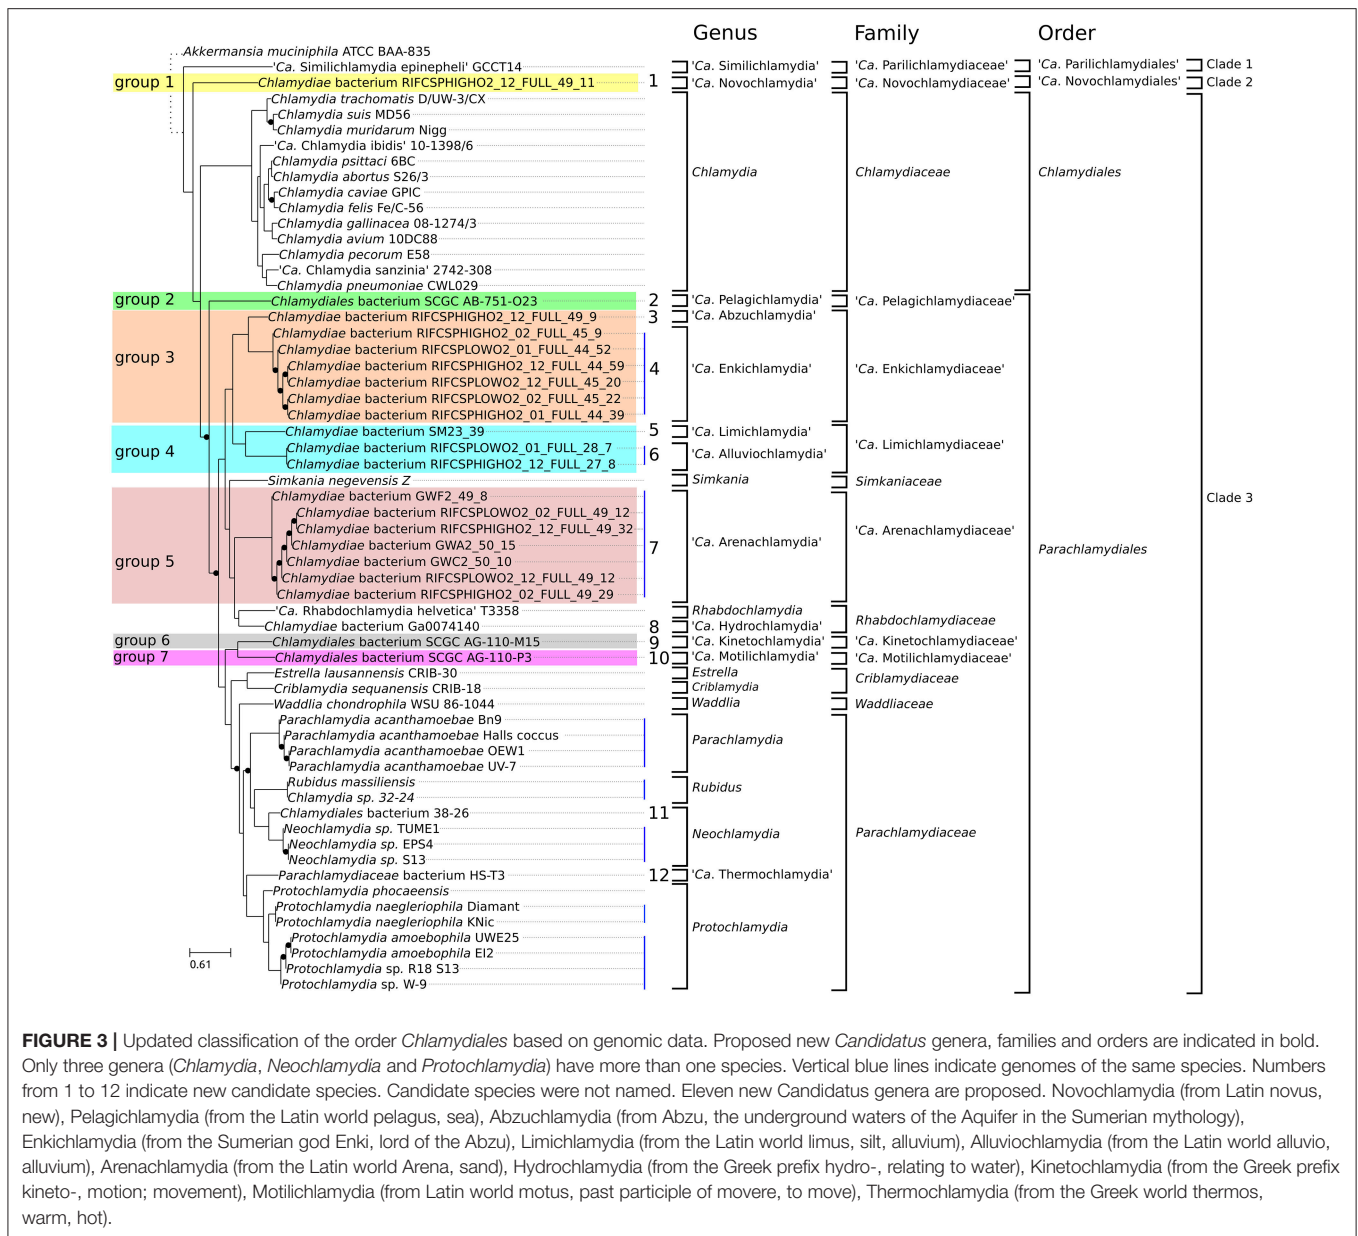 Genus Family Order
Akkermansia muciniphila ATCC BAA-835
'Ca. Similichlamydia epinepheli' GCCT14 'Ca. Similichlamydia' 'Ca. Parilichlamydiaceae' 'Ca. Parilichlamydiales' Clade 1
group 1 Chlamydiae bacterium RIFCSPHIGHO2_12_FULL_49_11 1 'Ca. Novochlamydia' 'Ca. Novochlamydiaceae' 'Ca. Novochlamydiales' Clade 2
Chlamydia trachomatis D/UW-3/CX
Chlamydia suis MD56
Chlamydia muridarum Nigg
'Ca. Chlamydia ibidis' 10-1398/6
Chlamydia psittaci 6BC
Chlamydia abortus S26/3 Chlamydia Chlamydiaceae Chlamydiales
Chlamydia caviae GPIC
Chlamydia felis Fe/C-56
Chlamydia gallinacea 08-1274/3
Chlamydia avium 10DC88
Chlamydia pecorum E58
'Ca. Chlamydia sanzinia' 2742-308
Chlamydia pneumoniae CWL029
group 2 Chlamydiales bacterium SCGC AB-751-O23 2 'Ca. Pelagichlamydia' 'Ca. Pelagichlamydiaceae'
Chlamydiae bacterium RIFCSPHIGHO2_12_FULL_49_9 3 'Ca. Abzuchlamydia'
Chlamydiae bacterium RIFCSPHIGHO2_02_FULL_45_9
group 3 Chlamydiae bacterium RIFCSPLOWO2_01_FULL_44_52
Chlamydiae bacterium RIFCSPHIGHO2_12_FULL_44_59 4 'Ca. Enkichlamydia' 'Ca. Enkichlamydiaceae'
Chlamydiae bacterium RIFCSPLOWO2_12_FULL_45_20
Chlamydiae bacterium RIFCSPLOWO2_02_FULL_45_22
Chlamydiae bacterium RIFCSPHIGHO2_01_FULL_44_39
Chlamydiae bacterium SM23_39 5 'Ca. Limichlamydia'
group 4 Chlamydiae bacterium RIFCSPLOWO2_01_FULL_28_7 6 'Ca. Alluviochlamydia' 'Ca. Limichlamydiaceae'
Chlamydiae bacterium RIFCSPHIGHO2_12_FULL_27_8
Simkania negevensis Z Simkania Simkaniaceae
Chlamydiae bacterium GWF2_49_8 Clade 3
Chlamydiae bacterium RIFCSPLOWO2_02_FULL_49_12
Chlamydiae bacterium RIFCSPHIGHO2_12_FULL_49_32 'Ca. Arenachlamydiaceae'
Chlamydiae bacterium GWA2_50_15 7 'Ca. Arenachlamydia' Parachlamydiales
group 5 Chlamydiae bacterium GWC2_50_10
Chlamydiae bacterium RIFCSPLOWO2_12_FULL_49_12
Chlamydiae bacterium RIFCSPHIGHO2_02_FULL_49_29
'Ca. Rhabdochlamydia helvetica' T3358 Rhabdochlamydia Rhabdochlamydiaceae
Chlamydiae bacterium Ga0074140 8 'Ca. Hydrochlamydia'
group 6 Chlamydiales bacterium SCGC AG-110-M15 9 'Ca. Kinetochlamydia' 'Ca. Kinetochlamydiaceae'
group 7 Chlamydiales bacterium SCGC AG-110-P3 10 'Ca. Motilichlamydia' 'Ca. Motilichlamydiaceae'
Estrella lausannensis CRIB-30 Estrella Criblamydiaceae
Criblamydia sequanensis CRIB-18 Criblamydia
Waddlia chondrophila WSU 86-1044 Waddlia Waddliaceae
Parachlamydia acanthamoebae Bn9
Parachlamydia acanthamoebae Halls coccus Parachlamydia
Parachlamydia acanthamoebae OEW1
Parachlamydia acanthamoebae UV-7
Rubidus massiliensis Rubidus
Chlamydia sp. 32-24
Chlamydiales bacterium 38-26 11
Neochlamydia sp. TUME1 Neochlamydia Parachlamydiaceae
Neochlamydia sp. EPS4
Neochlamydia sp. S13
Parachlamydiaceae bacterium HS-T3 12 'Ca. Thermochlamydia'
Protochlamydia phocaeensis
Protochlamydia naegleriophila Diamant
Protochlamydia naegleriophila KNic Protochlamydia
Protochlamydia amoebophila UWE25
Protochlamydia amoebophila EI2
Protochlamydia sp. R18 S13
Protochlamydia sp. W-9
0.61
FIGURE 3 | Updated classification of the order Chlamydiales based on genomic data. Proposed new Candidatus genera, families and orders are indicated in bold.
Only three genera (Chlamydia, Neochlamydia and Protochlamydia) have more than one species. Vertical blue lines indicate genomes of the same species. Numbers
from 1 to 12 indicate new candidate species. Candidate species were not named. Eleven new Candidatus genera are proposed. Novochlamydia (from Latin novus,
new), Pelagichlamydia (from the Latin world pelagus, sea), Abzuchlamydia (from Abzu, the underground waters of the Aquifer in the Sumerian mythology),
Enkichlamydia (from the Sumerian god Enki, lord of the Abzu), Limichlamydia (from the Latin world limus, silt, alluvium), Alluviochlamydia (from the Latin world alluvio,
alluvium), Arenachlamydia (from the Latin world Arena, sand), Hydrochlamydia (from the Greek prefix hydro-, relating to water), Kinetochlamydia (from the Greek prefix
kineto-, motion; movement), Motilichlamydia (from Latin world motus, past participle of movere, to move), Thermochlamydia (from the Greek world thermos,
warm, hot).